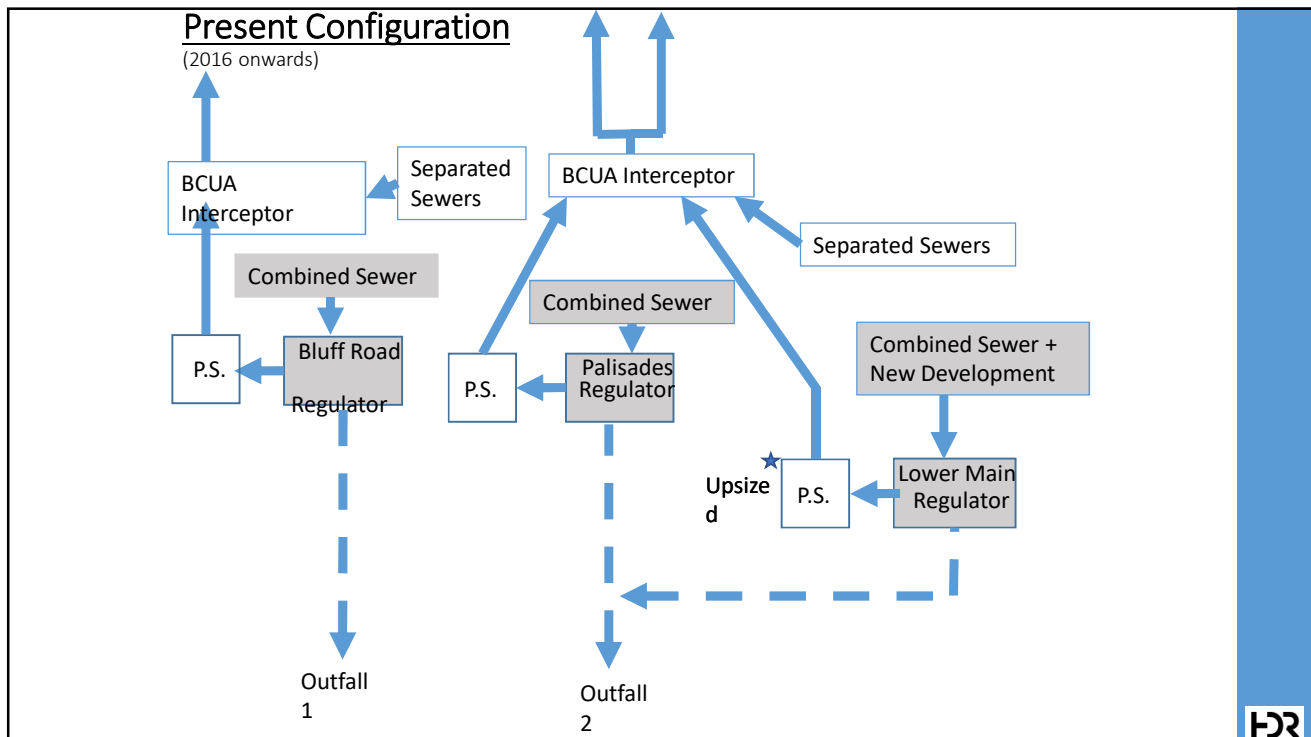 Present Configuration
(2016 onwards)
BCUA
Interceptor
Separated
Sewers
BCUA Interceptor
Separated Sewers
Combined Sewer
Combined Sewer
Combined Sewer +
New Development
P.S.
Bluff Road
Regulator
P.S.
Palisades
Regulator
Upsize
d
P.S.
Lower Main
Regulator
Outfall
1
Outfall
2
HDR